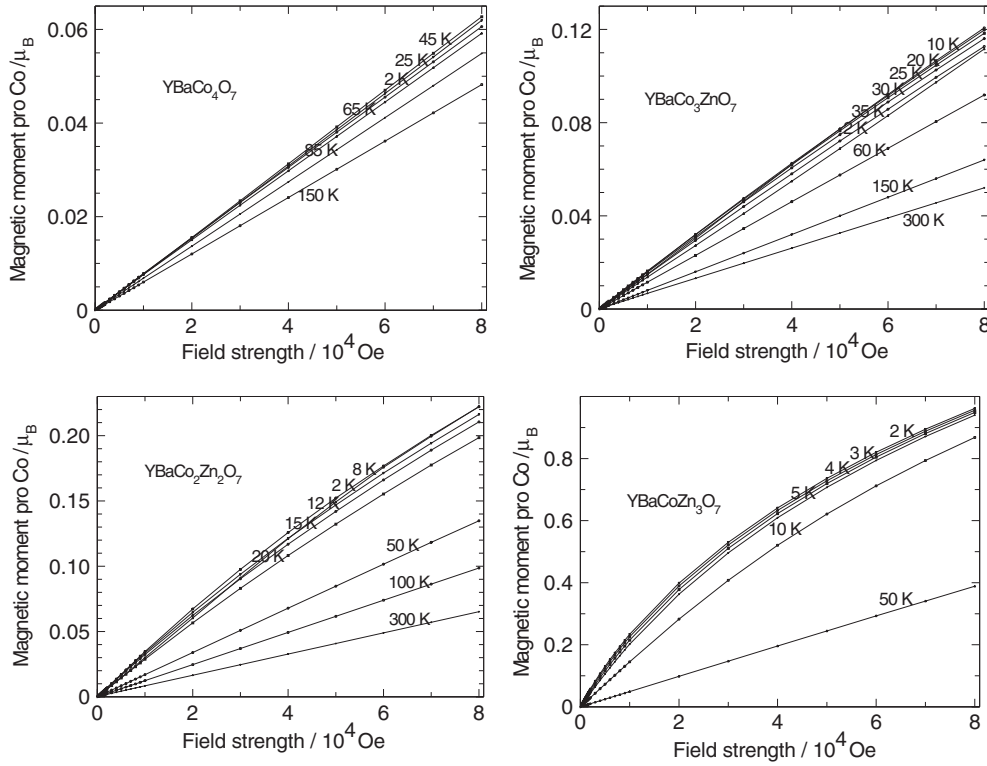 Magnetic moment pro Co/μB
0.06
0.04
0.02
0
YBaCo4O7
45 K
25 K
2 K
65 K
85 K
150 K
0 2 4 6 8
Field strength / 10^4 Oe
Magnetic moment pro Co/μB
0.12
0.08
0.04
0
YBaCo3ZnO7
10 K
20 K
25 K
30 K
35 K
2 K
60 K
150 K
300 K
0 2 4 6 8
Field strength / 10^4 Oe
Magnetic moment pro Co/μB
0.20
0.15
0.10
0.05
0
YBaCo2Zn2O7
8 K
2 K
12 K
15 K
20 K
50 K
100 K
300 K
0 2 4 6 8
Field strength / 10^4 Oe
Magnetic moment pro Co/μB
0.8
0.6
0.4
0.2
0
YBaCoZn3O7
2 K
3 K
4 K
5 K
10 K
50 K
0 2 4 6 8
Field strength / 10^4 Oe